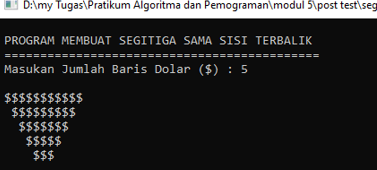 D:\my Tugas\Pratikum Algoritma dan Pemograman\modul 5\post test\seg
PROGRAM MEMBUAT SEGITIGA SAMA SISI TERBALIK
============================================
Masukan Jumlah Baris Dolar ($) : 5
$$$$$$$$$$$
$$$$$$$$$
$$$$$$$
$$$$$
$$$